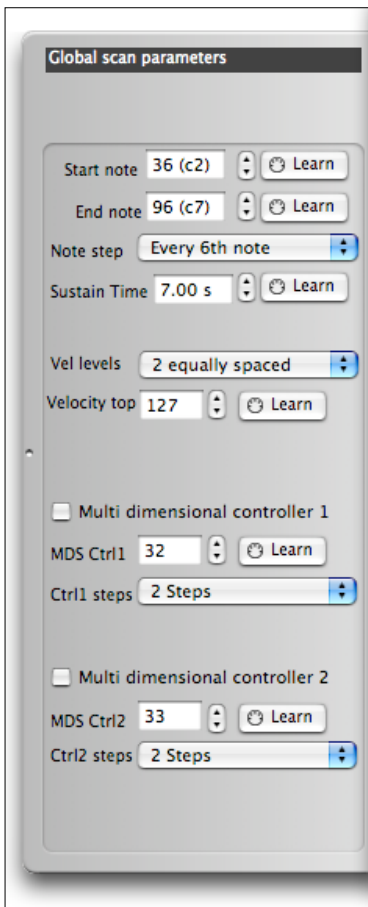 Global scan parameters
Start note 36 (c2) Learn
End note 96 (c7) Learn
Note step Every 6th note
Sustain Time 7.00 s Learn
Vel levels 2 equally spaced
Velocity top 127 Learn
Multi dimensional controller 1
MDS Ctrl1 32 Learn
Ctrl1 steps 2 Steps
Multi dimensional controller 2
MDS Ctrl2 33 Learn
Ctrl2 steps 2 Steps